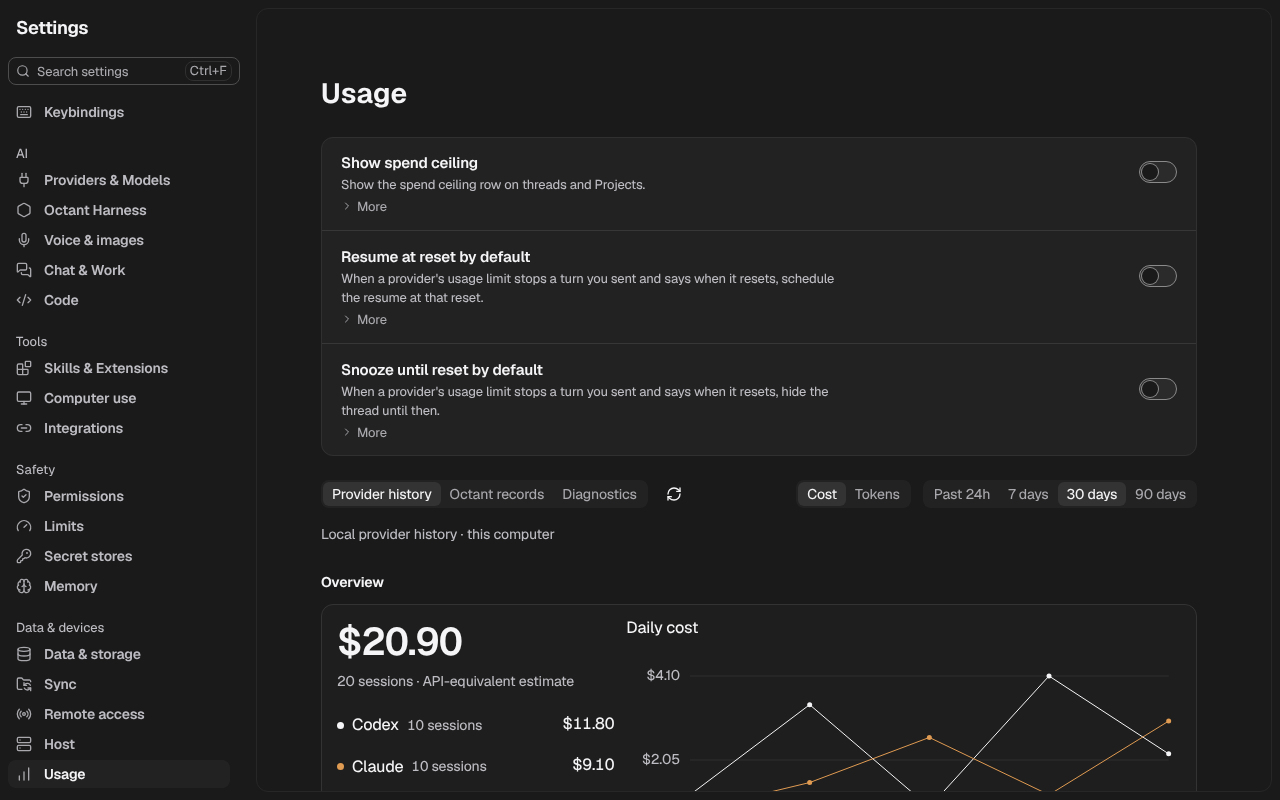 Settings
Search settings Ctrl+F
Keybindings
AI
Providers & Models
Octant Harness
Voice & images
Chat & Work
Code
Tools
Skills & Extensions
Computer use
Integrations
Safety
Permissions
Limits
Secret stores
Memory
Data & devices
Data & storage
Sync
Remote access
Host
Usage
Usage
Show spend ceiling
Show the spend ceiling row on threads and Projects.
More
Resume at reset by default
When a provider's usage limit stops a turn you sent and says when it resets, schedule
the resume at that reset.
More
Snooze until reset by default
When a provider's usage limit stops a turn you sent and says when it resets, hide the
thread until then.
More
Provider history Octant records Diagnostics Cost Tokens Past 24h 7 days 30 days 90 days
Local provider history · this computer
Overview
$20.90
20 sessions · API-equivalent estimate
Codex 10 sessions $11.80
Claude 10 sessions $9.10
Daily cost
$4.10
$2.05